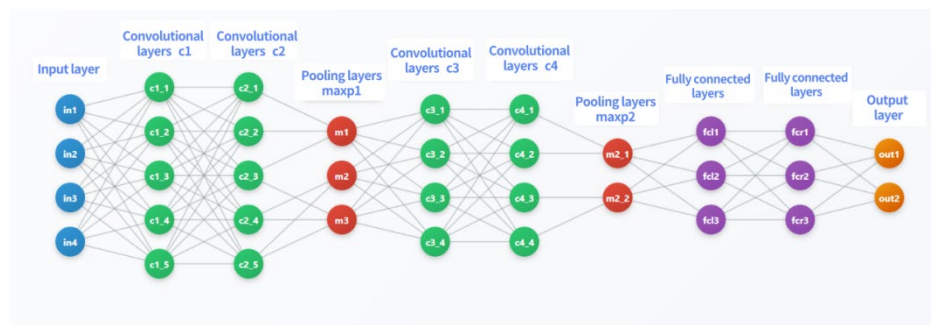 Input layer
in1
in2
in3
in4
Convolutional
layers c1
c1_1
c1_2
c1_3
c1_4
c1_5
Convolutional
layers c2
c2_1
c2_2
c2_3
c2_4
c2_5
Pooling layers
maxp1
m1
m2
m3
Convolutional
layers c3
c3_1
c3_2
c3_3
c3_4
Convolutional
layers c4
c4_1
c4_2
c4_3
c4_4
Pooling layers
maxp2
m2_1
m2_2
Fully connected
layers
fcl1
fcl2
fcl3
Fully connected
layers
fcr1
fcr2
fcr3
Output
layer
out1
out2